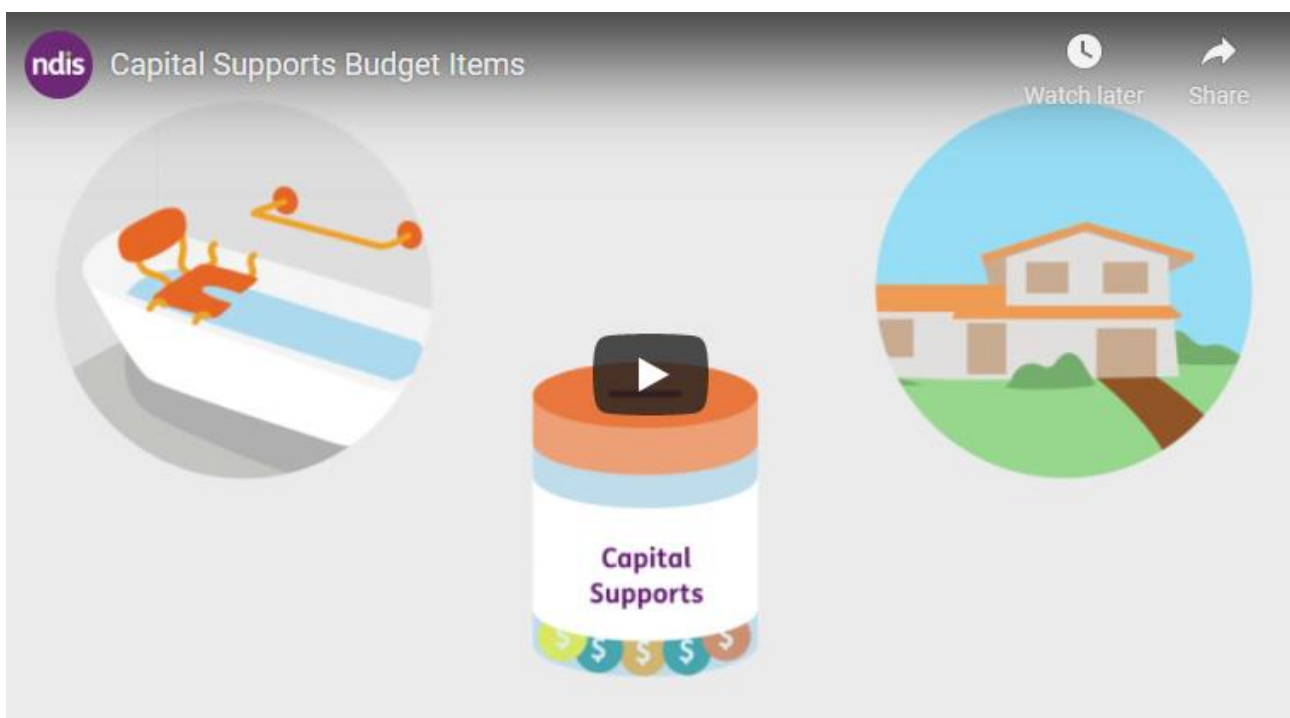 ndis Capital Supports Budget Items
Watch later Share
Capital
Supports
$ $ $ $ $